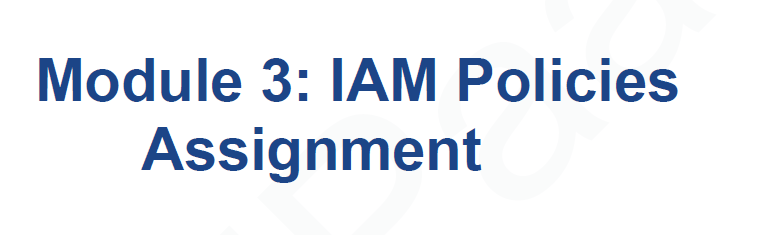 Module 3: IAM Policies
Assignment